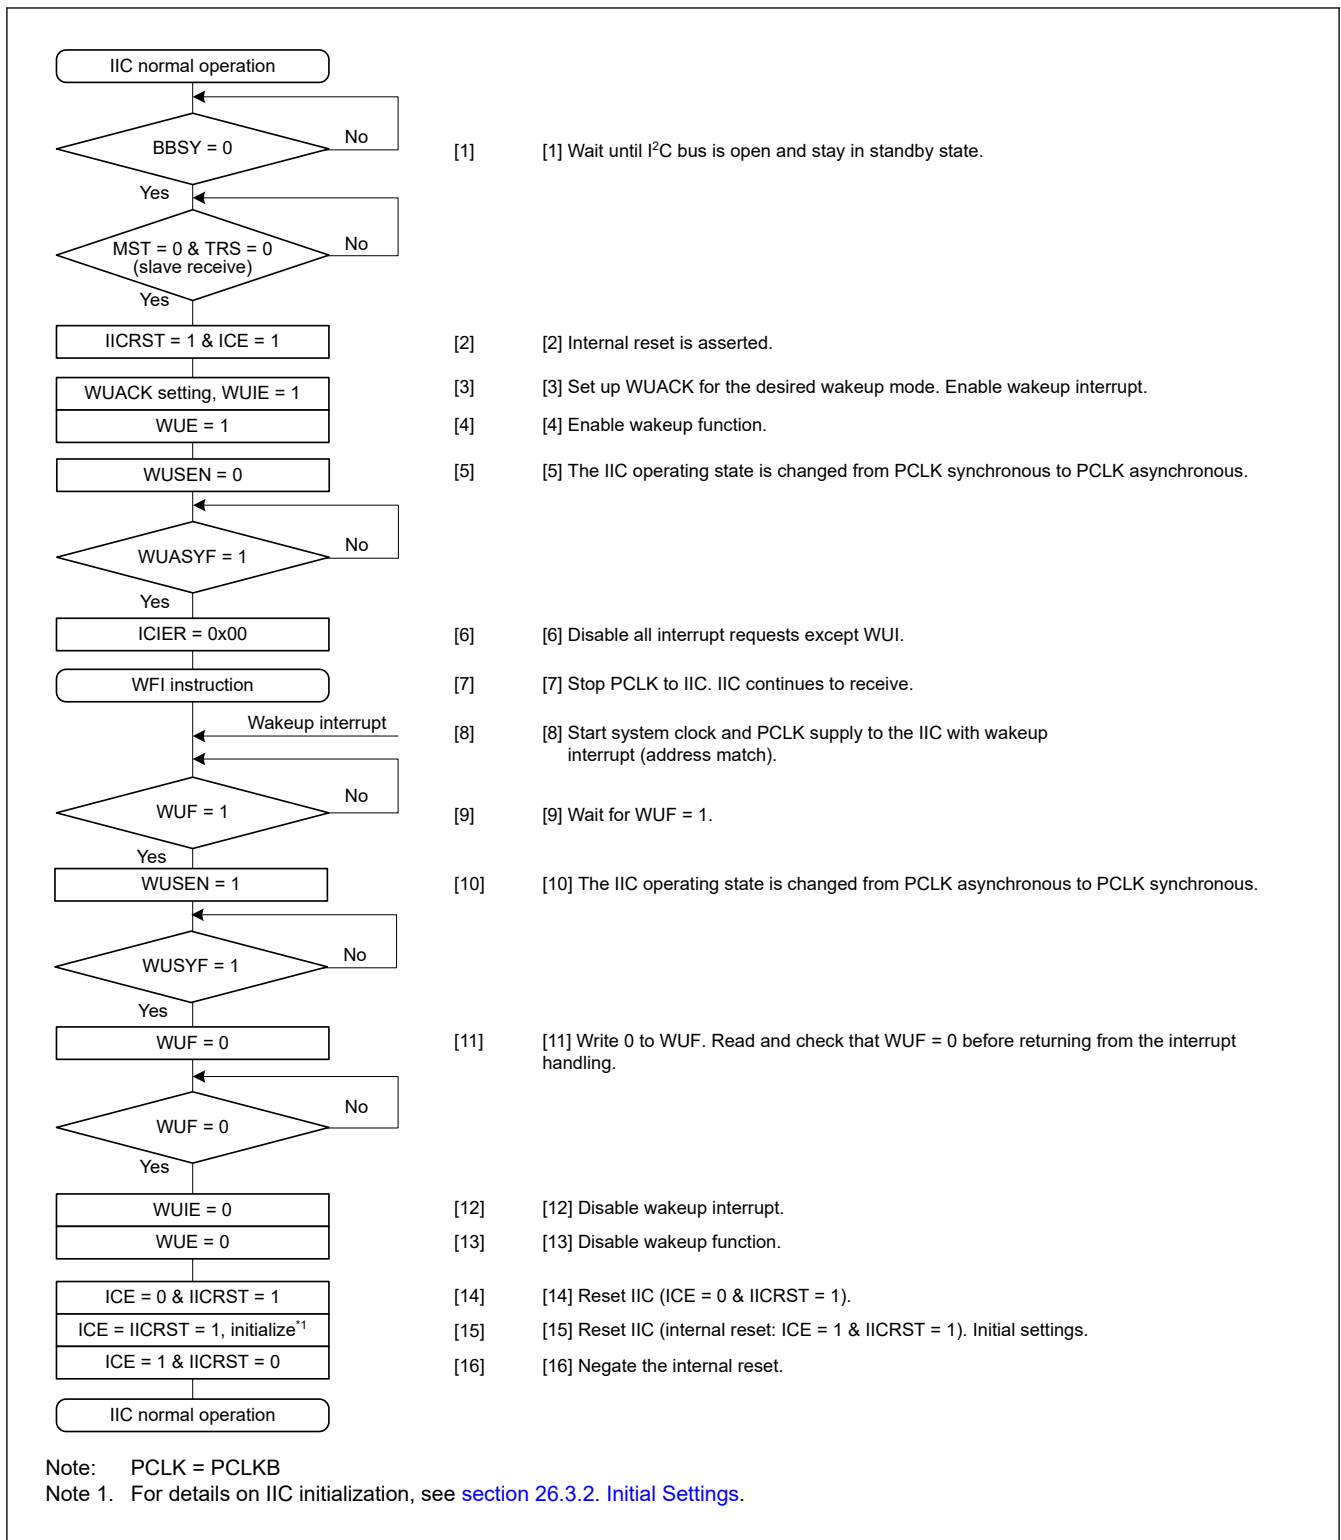 IIC normal operation
No
BBSY = 0
[1] [1] Wait until I²C bus is open and stay in standby state.
Yes
No
MST = 0 & TRS = 0
(slave receive)
Yes
IICRST = 1 & ICE = 1
[2] [2] Internal reset is asserted.
WUACK setting, WUIE = 1
[3] [3] Set up WUACK for the desired wakeup mode. Enable wakeup interrupt.
WUE = 1
[4] [4] Enable wakeup function.
WUSEN = 0
[5] [5] The IIC operating state is changed from PCLK synchronous to PCLK asynchronous.
No
WUASYF = 1
Yes
ICIER = 0x00
[6] [6] Disable all interrupt requests except WUI.
WFI instruction
[7] [7] Stop PCLK to IIC. IIC continues to receive.
Wakeup interrupt
[8] [8] Start system clock and PCLK supply to the IIC with wakeup
interrupt (address match).
No
WUF = 1
[9] [9] Wait for WUF = 1.
Yes
WUSEN = 1
[10] [10] The IIC operating state is changed from PCLK asynchronous to PCLK synchronous.
No
WUSYF = 1
Yes
WUF = 0
[11] [11] Write 0 to WUF. Read and check that WUF = 0 before returning from the interrupt
handling.
No
WUF = 0
Yes
WUIE = 0
[12] [12] Disable wakeup interrupt.
WUE = 0
[13] [13] Disable wakeup function.
ICE = 0 & IICRST = 1
[14] [14] Reset IIC (ICE = 0 & IICRST = 1).
ICE = IICRST = 1, initialize*1
[15] [15] Reset IIC (internal reset: ICE = 1 & IICRST = 1). Initial settings.
ICE = 1 & IICRST = 0
[16] [16] Negate the internal reset.
IIC normal operation
Note: PCLK = PCLKB
Note 1. For details on IIC initialization, see section 26.3.2. Initial Settings.